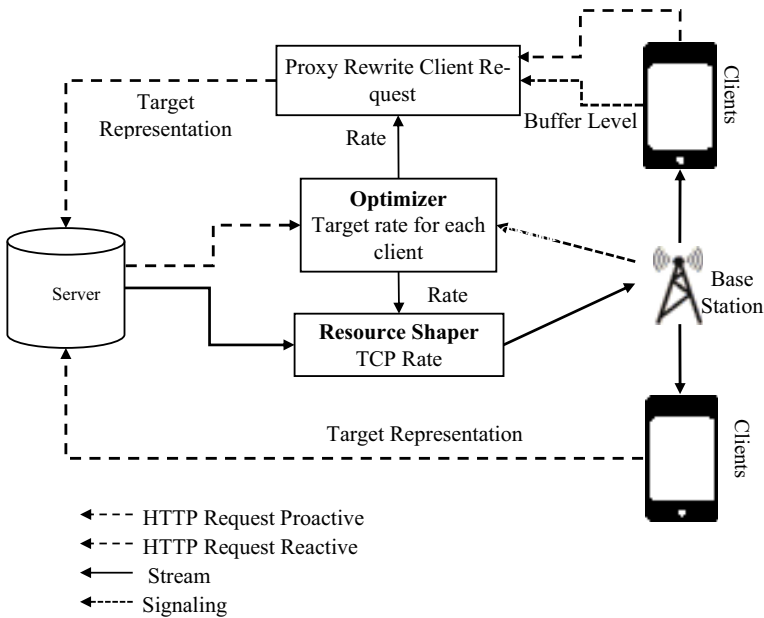 Proxy Rewrite Client Re-
quest
Clients
Target
Representation
Buffer Level
Rate
Optimizer
Target rate for each
client
Server
Rate
Base
Station
Resource Shaper
TCP Rate
Target Representation
Clients
HTTP Request Proactive
HTTP Request Reactive
Stream
Signaling